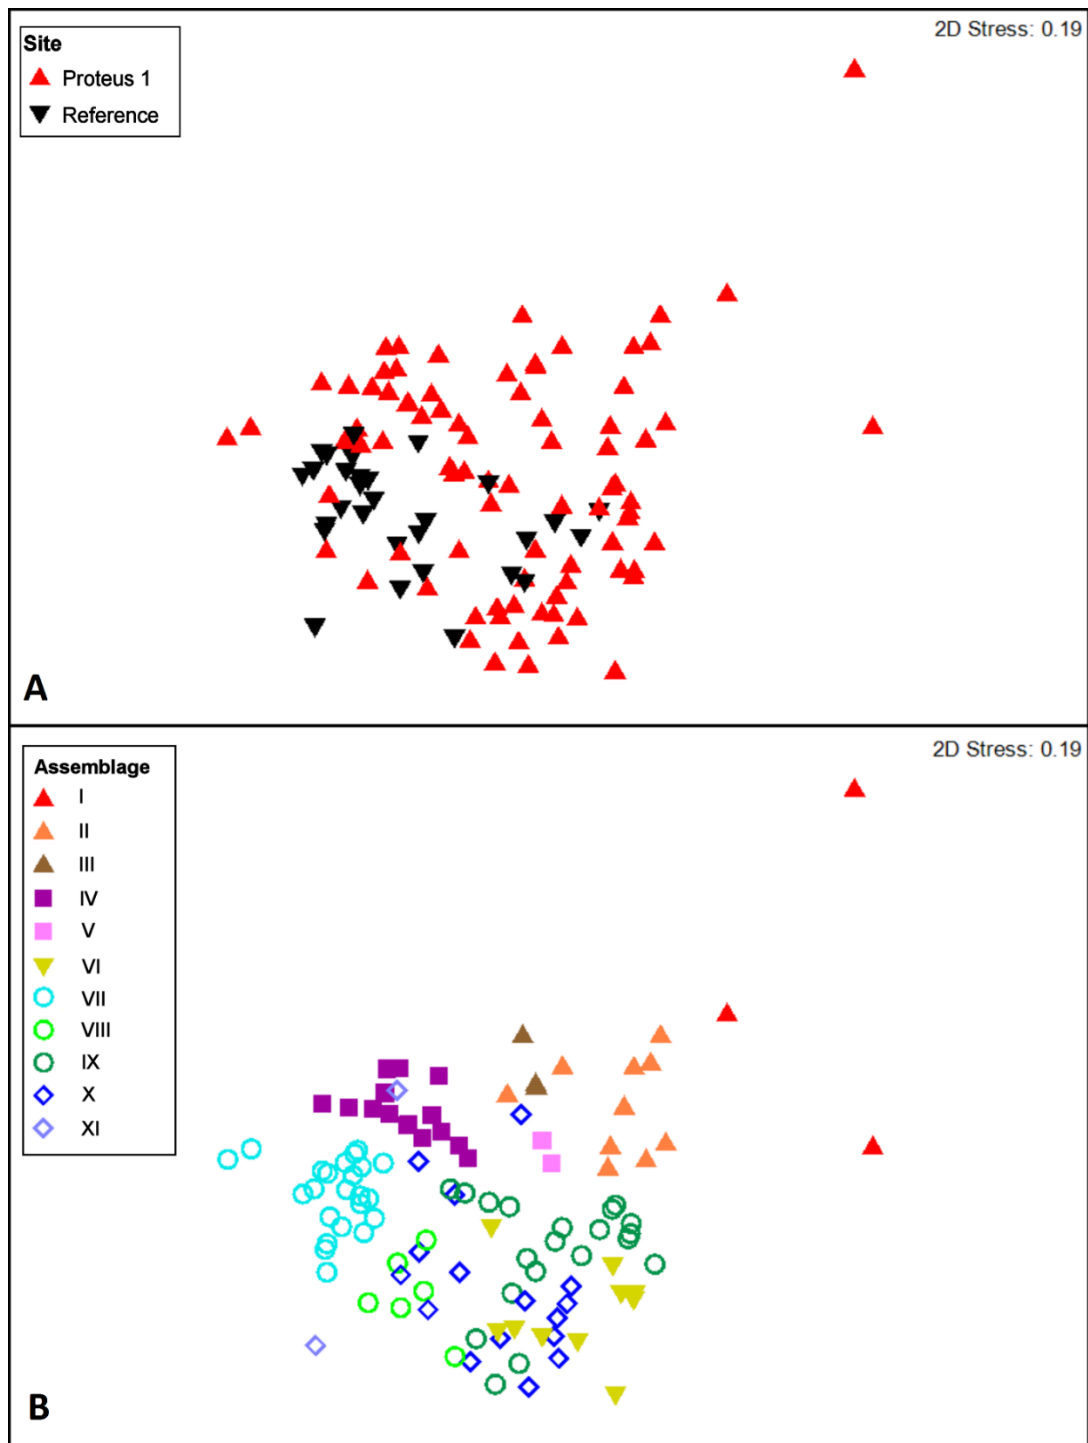 2D Stress: 0.19
Site
Proteus 1
Reference
A
2D Stress: 0.19
Assemblage
I
II
III
IV
V
VI
VII
VIII
IX
X
XI
B